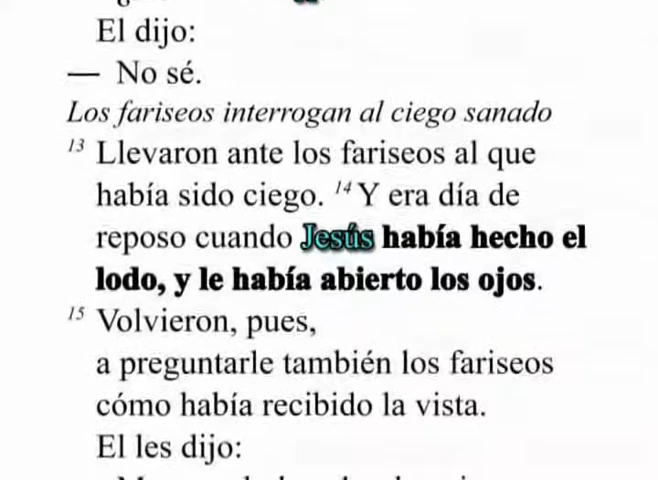 El dijo:
— No sé.
Los fariseos interrogan al ciego sanado
13 Llevaron ante los fariseos al que
había sido ciego. 14 Y era día de
reposo cuando Jesús había hecho el
lodo, y le había abierto los ojos.
15 Volvieron, pues,
a preguntarle también los fariseos
cómo había recibido la vista.
El les dijo: